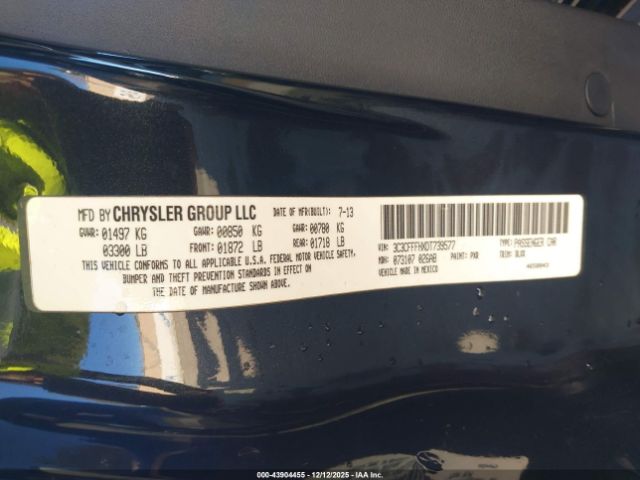 MFD BY CHRYSLER GROUP LLC DATE OF MFR(BUILT): 7-13
GVWR: 01497 KG GAWR: 00850 KG GAWR: 00780 KG
03300 LB FRONT: 01872 LB REAR: 01718 LB
THIS VEHICLE CONFORMS TO ALL APPLICABLE U.S.A. FEDERAL MOTOR VEHICLE SAFETY,
BUMPER AND THEFT PREVENTION STANDARDS IN EFFECT ON
THE DATE OF MANUFACTURE SHOWN ABOVE.
VIN: TYPE: PASSENGER CAR
MDH: 073107 026AB PAINT: PXR TRIM:
VEHICLE MADE IN MEXICO
000-43904455 - 12/12/2025 - IAA Inc.